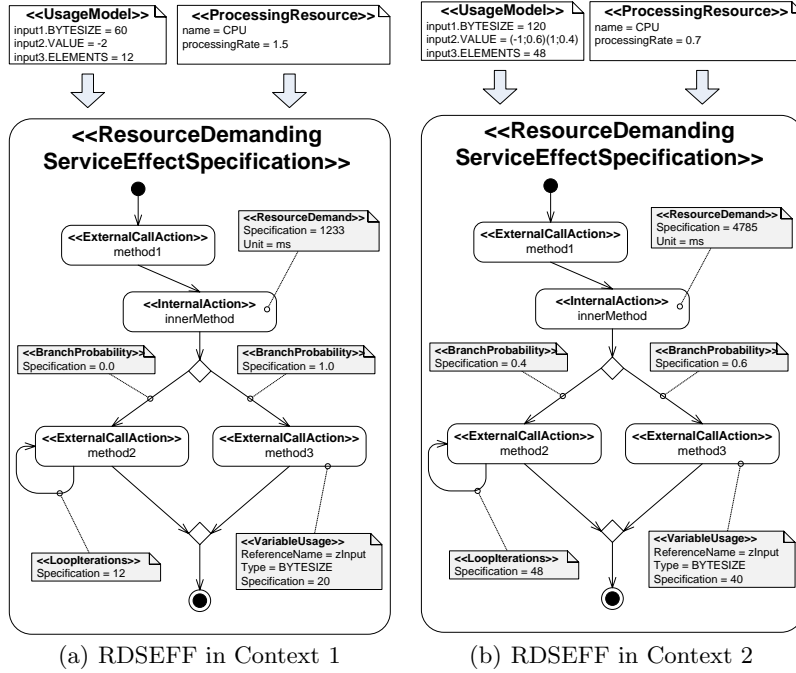 <<UsageModel>>
input1.BYTESIZE = 60
input2.VALUE = -2
input3.ELEMENTS = 12
<<ProcessingResource>>
name = CPU
processingRate = 1.5
<<ResourceDemanding
ServiceEffectSpecification>>
<<ResourceDemand>>
Specification = 1233
Unit = ms
<<ExternalCallAction>>
method1
<<InternalAction>>
innerMethod
<<BranchProbability>>
Specification = 0.0
<<BranchProbability>>
Specification = 1.0
<<ExternalCallAction>>
method2
<<ExternalCallAction>>
method3
<<LoopIterations>>
Specification = 12
<<VariableUsage>>
ReferenceName = zInput
Type = BYTESIZE
Specification = 20
(a) RDSEFF in Context 1
<<UsageModel>>
input1.BYTESIZE = 120
input2.VALUE = (-1;0.6)(1;0.4)
input3.ELEMENTS = 48
<<ProcessingResource>>
name = CPU
processingRate = 0.7
<<ResourceDemanding
ServiceEffectSpecification>>
<<ResourceDemand>>
Specification = 4785
Unit = ms
<<ExternalCallAction>>
method1
<<InternalAction>>
innerMethod
<<BranchProbability>>
Specification = 0.4
<<BranchProbability>>
Specification = 0.6
<<ExternalCallAction>>
method2
<<ExternalCallAction>>
method3
<<LoopIterations>>
Specification = 48
<<VariableUsage>>
ReferenceName = zInput
Type = BYTESIZE
Specification = 40
(b) RDSEFF in Context 2